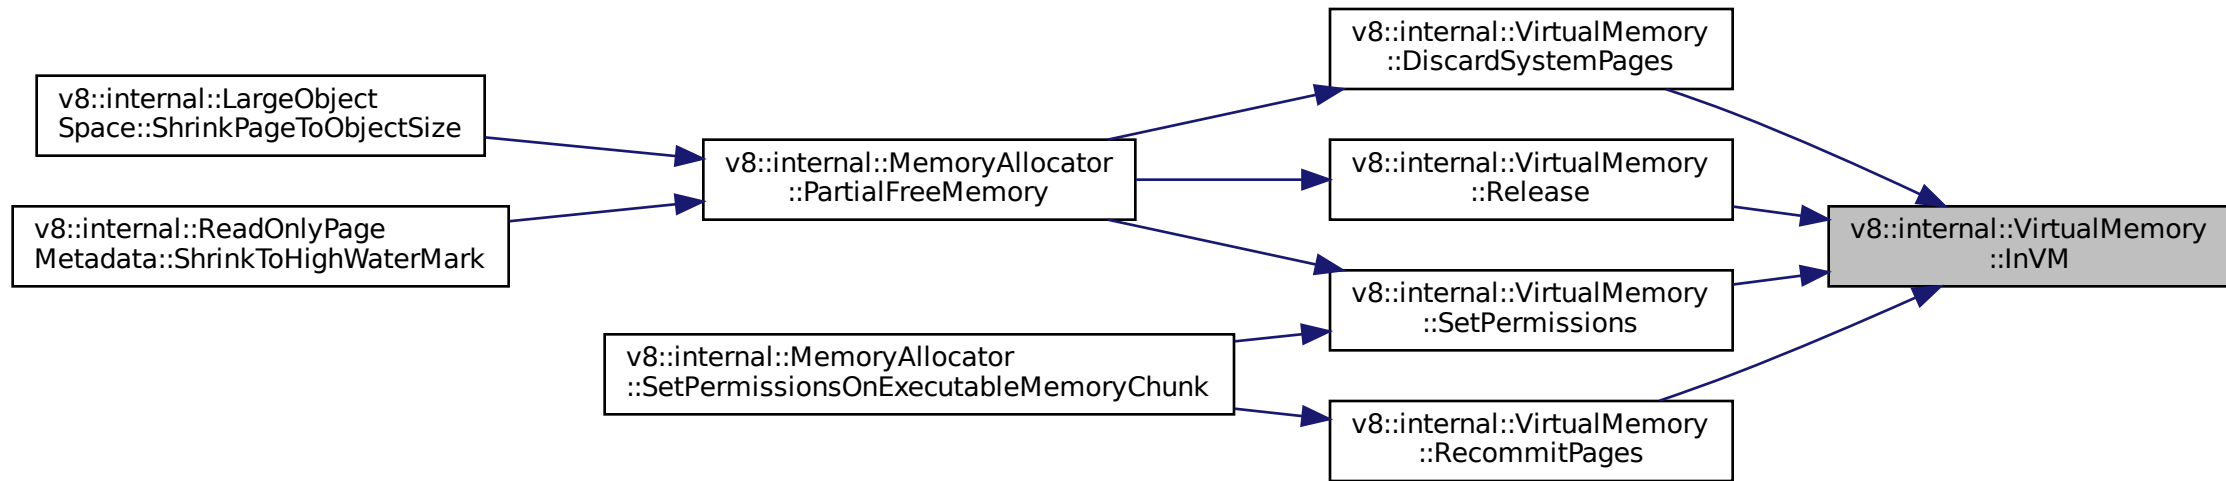 v8::internal::LargeObject
Space::ShrinkPageToObjectSize
v8::internal::ReadOnlyPage
Metadata::ShrinkToHighWaterMark
v8::internal::MemoryAllocator
::PartialFreeMemory
v8::internal::MemoryAllocator
::SetPermissionsOnExecutableMemoryChunk
v8::internal::VirtualMemory
::DiscardSystemPages
v8::internal::VirtualMemory
::Release
v8::internal::VirtualMemory
::SetPermissions
v8::internal::VirtualMemory
::RecommitPages
v8::internal::VirtualMemory
::InVM